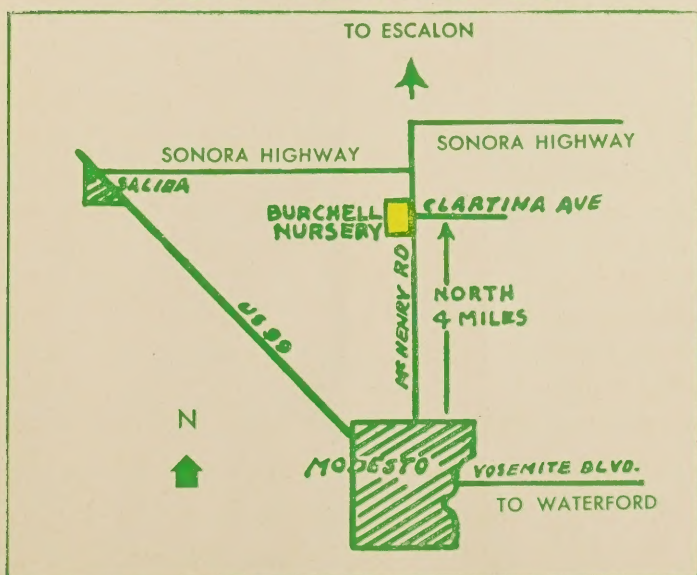 TO ESCALON
SONORA HIGHWAY
SONORA HIGHWAY
SALIDA
BURCHELL
NURSERY
CLARTINA AVE
McHENRY RD
NORTH
4 MILES
US 99
N
MODESTO
YOSEMITE BLVD.
TO WATERFORD